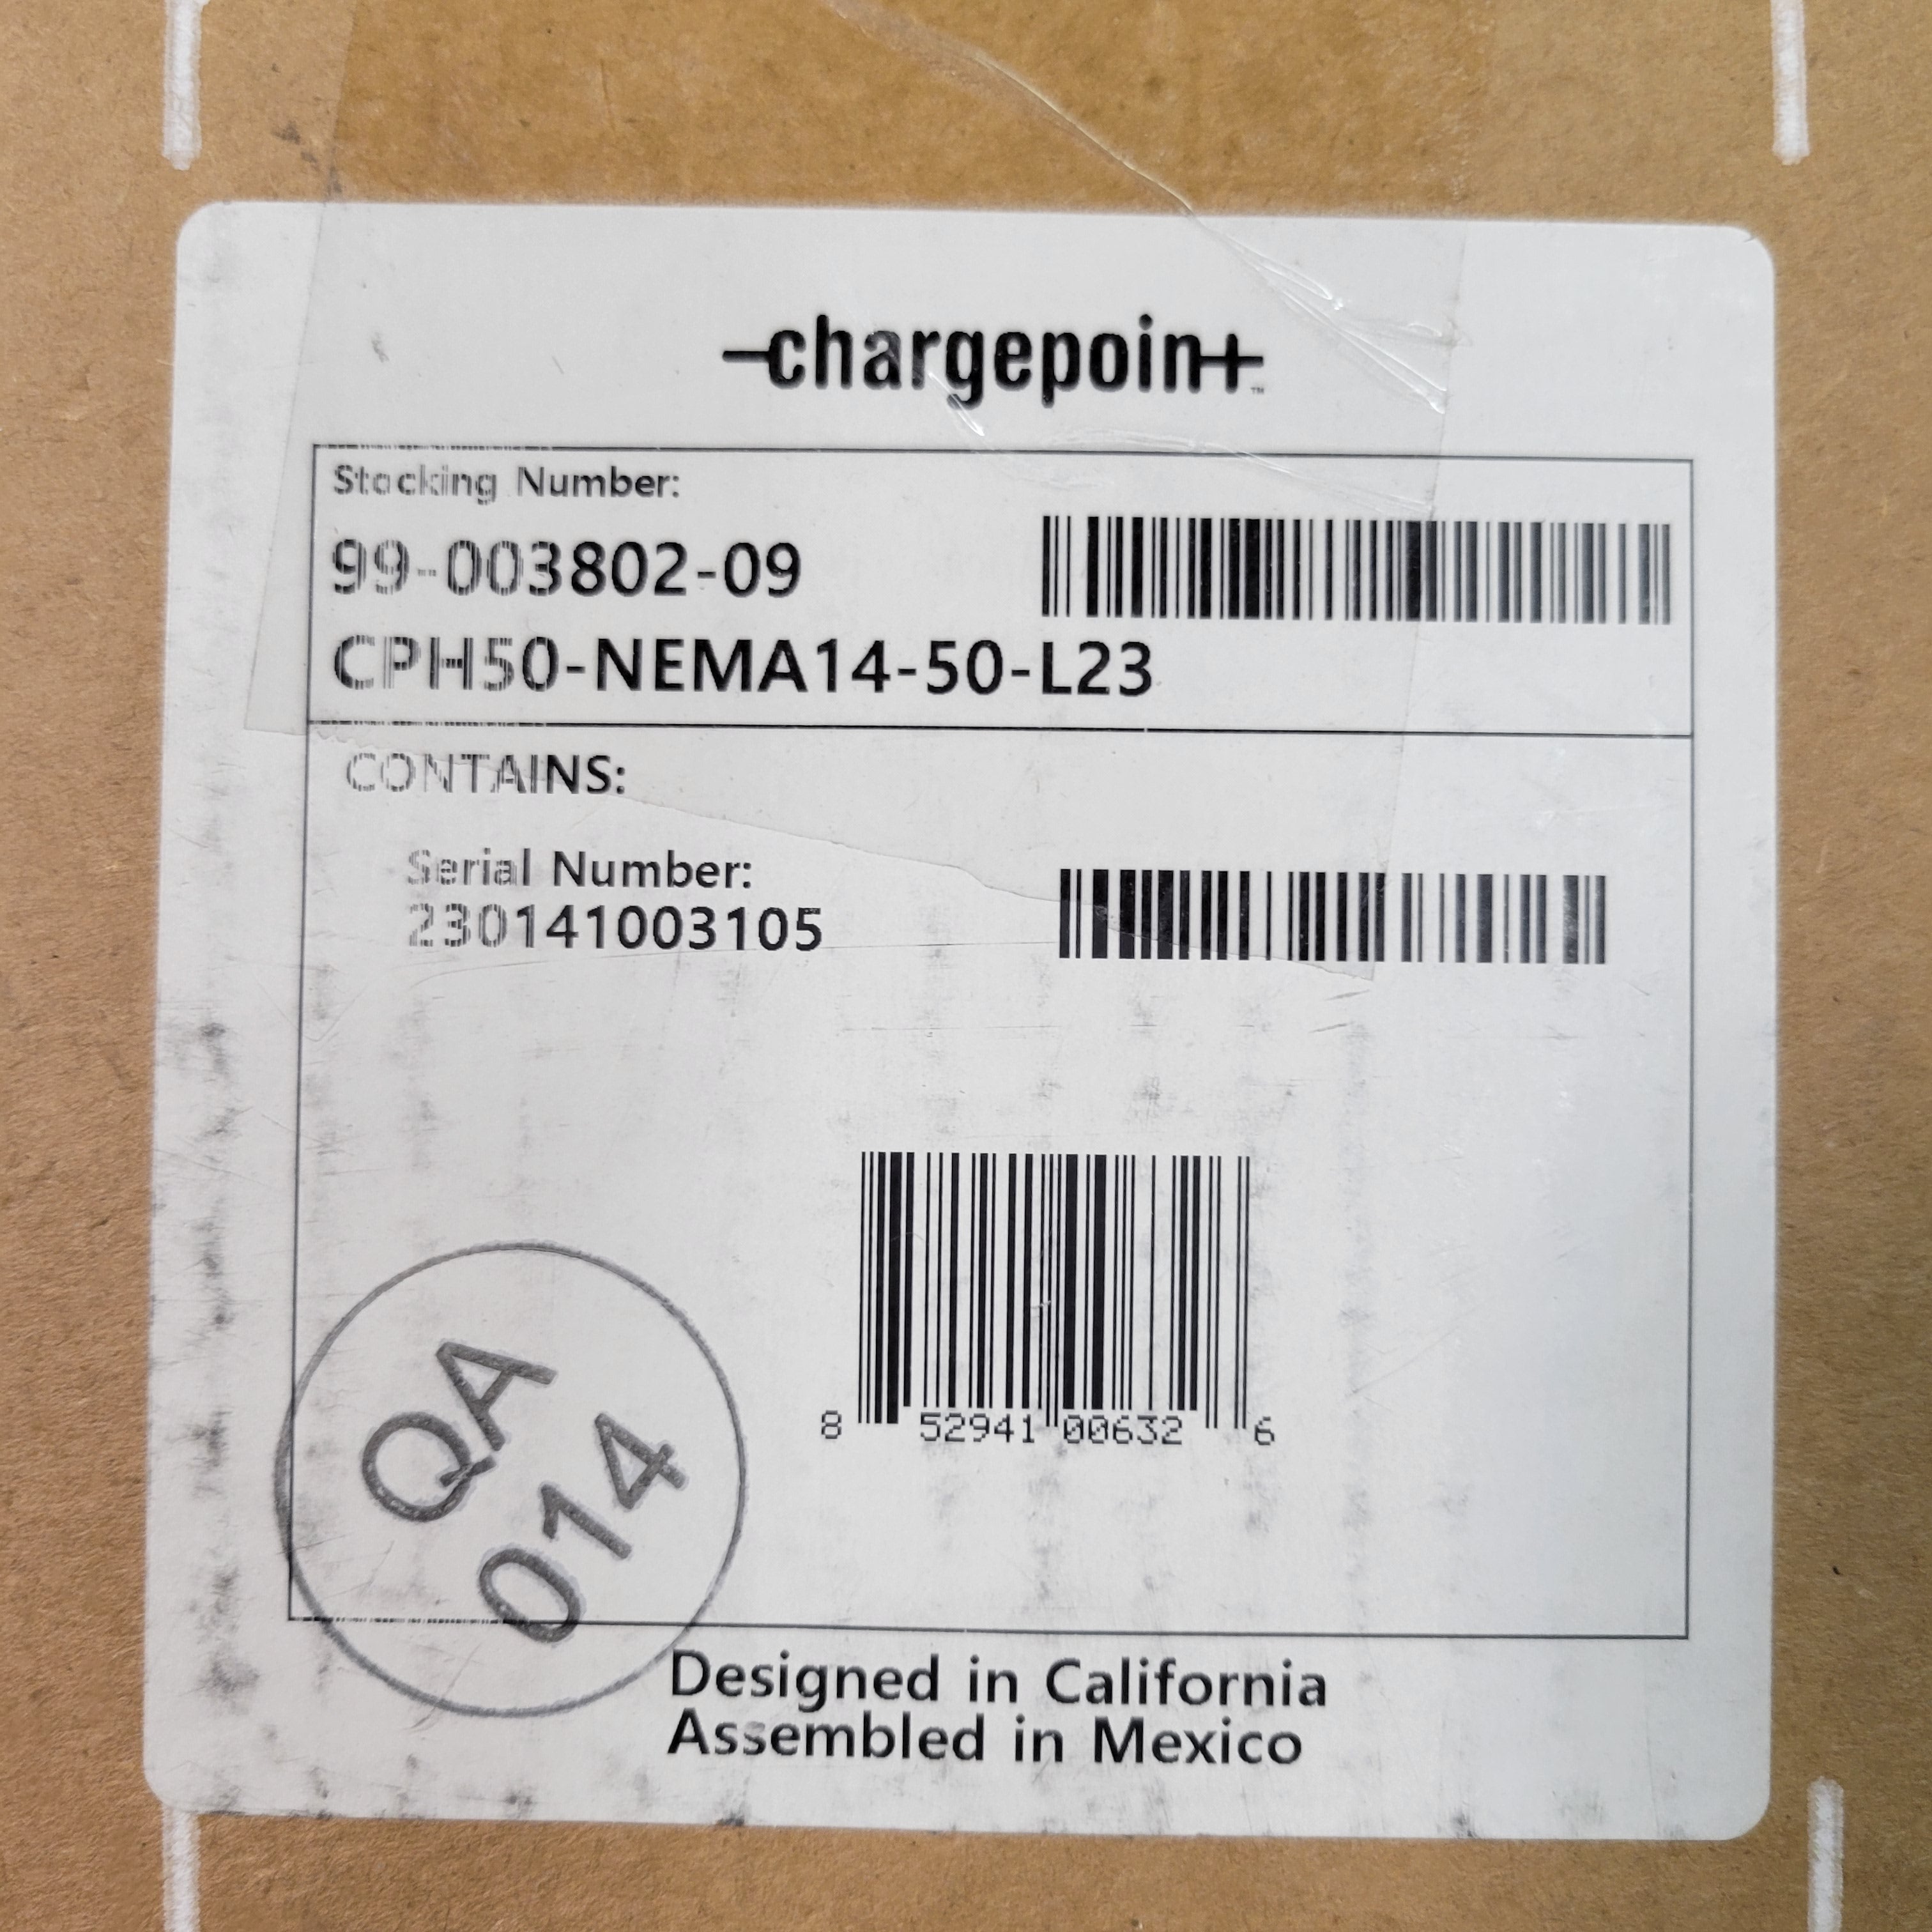 chargepoint™
Stocking Number:
99-003802-09
CPH50-NEMA14-50-L23
CONTAINS:
Serial Number:
230141003105
8 52941 00632 6
QA
014
Designed in California
Assembled in Mexico